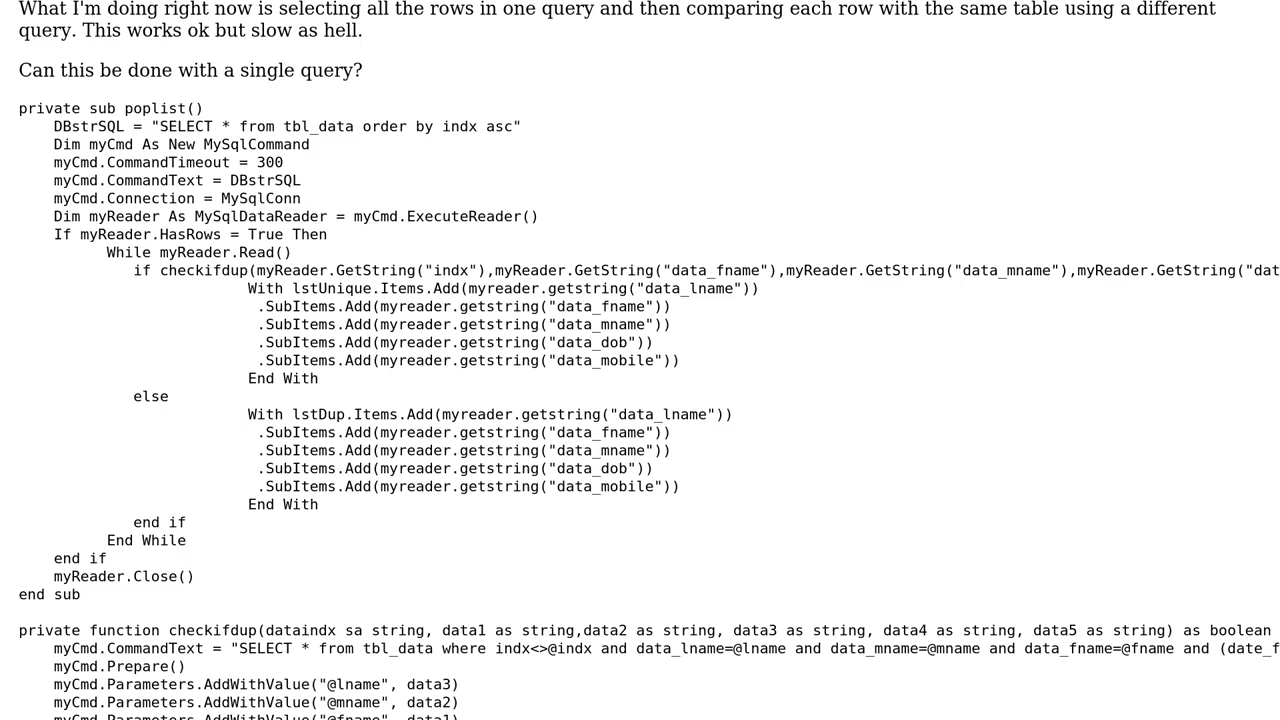 What I'm doing right now is selecting all the rows in one query and then comparing each row with the same table using a different
query. This works ok but slow as hell.
Can this be done with a single query?
private sub poplist()
    DBstrSQL = "SELECT * from tbl_data order by indx asc"
    Dim myCmd As New MySqlCommand
    myCmd.CommandTimeout = 300
    myCmd.CommandText = DBstrSQL
    myCmd.Connection = MySqlConn
    Dim myReader As MySqlDataReader = myCmd.ExecuteReader()
    If myReader.HasRows = True Then
          While myReader.Read()
             if checkifdup(myReader.GetString("indx"),myReader.GetString("data_fname"),myReader.GetString("data_mname"),myReader.GetString("dat
                          With lstUnique.Items.Add(myreader.getstring("data_lname"))
                           .SubItems.Add(myreader.getstring("data_fname"))
                           .SubItems.Add(myreader.getstring("data_mname"))
                           .SubItems.Add(myreader.getstring("data_dob"))
                           .SubItems.Add(myreader.getstring("data_mobile"))
                          End With
             else
                          With lstDup.Items.Add(myreader.getstring("data_lname"))
                           .SubItems.Add(myreader.getstring("data_fname"))
                           .SubItems.Add(myreader.getstring("data_mname"))
                           .SubItems.Add(myreader.getstring("data_dob"))
                           .SubItems.Add(myreader.getstring("data_mobile"))
                          End With
             end if
          End While
    end if
    myReader.Close()
end sub
private function checkifdup(dataindx sa string, data1 as string,data2 as string, data3 as string, data4 as string, data5 as string) as boolean
    myCmd.CommandText = "SELECT * from tbl_data where indx<>@indx and data_lname=@lname and data_mname=@mname and data_fname=@fname and (date_f
    myCmd.Prepare()
    myCmd.Parameters.AddWithValue("@lname", data3)
    myCmd.Parameters.AddWithValue("@mname", data2)
    myCmd.Parameters.AddWithValue("@fname", data1)